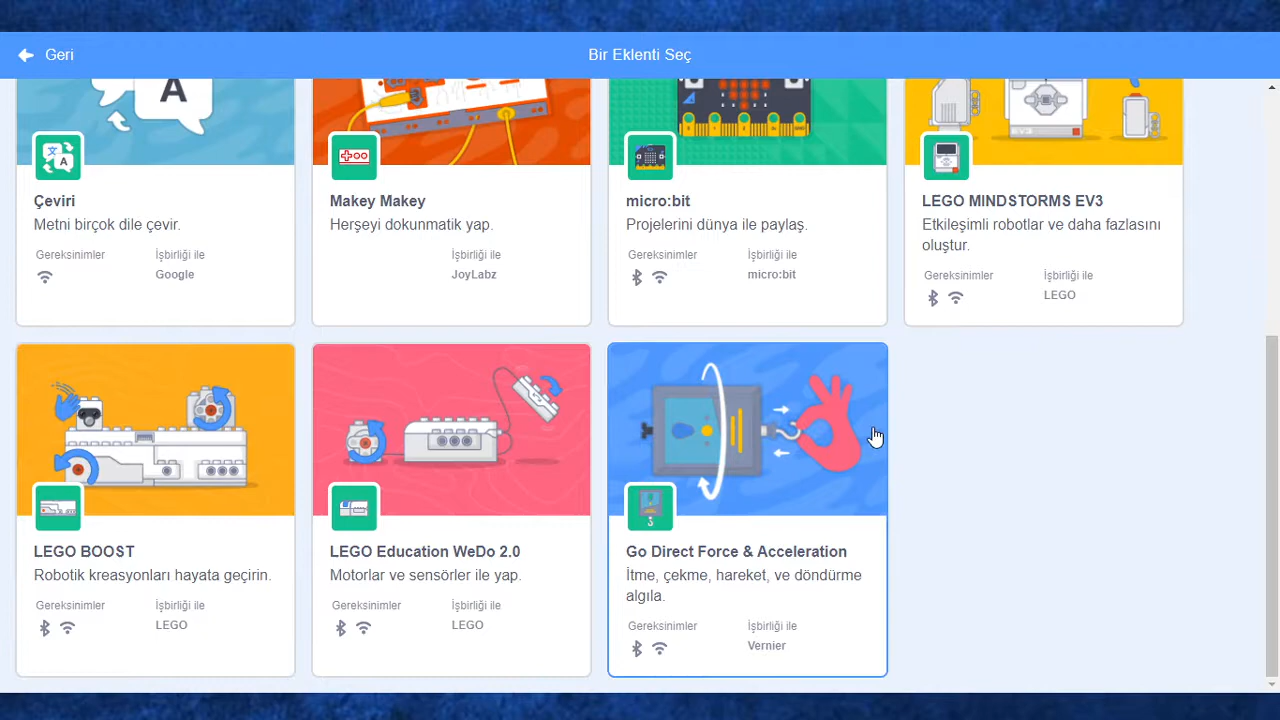 Geri
Bir Eklenti Seç
A
A
Çeviri
Metni birçok dile çevir.
Gereksinimler
İşbirliği ile
Google
Makey Makey
Herşeyi dokunmatik yap.
İşbirliği ile
JoyLabz
micro:bit
Projelerini dünya ile paylaş.
Gereksinimler
İşbirliği ile
micro:bit
LEGO MINDSTORMS EV3
Etkileşimli robotlar ve daha fazlasını
oluştur.
Gereksinimler
İşbirliği ile
LEGO
LEGO BOOST
Robotik kreasyonları hayata geçirin.
Gereksinimler
İşbirliği ile
LEGO
LEGO Education WeDo 2.0
Motorlar ve sensörler ile yap.
Gereksinimler
İşbirliği ile
LEGO
Go Direct Force & Acceleration
İtme, çekme, hareket, ve döndürme
algıla.
Gereksinimler
İşbirliği ile
Vernier